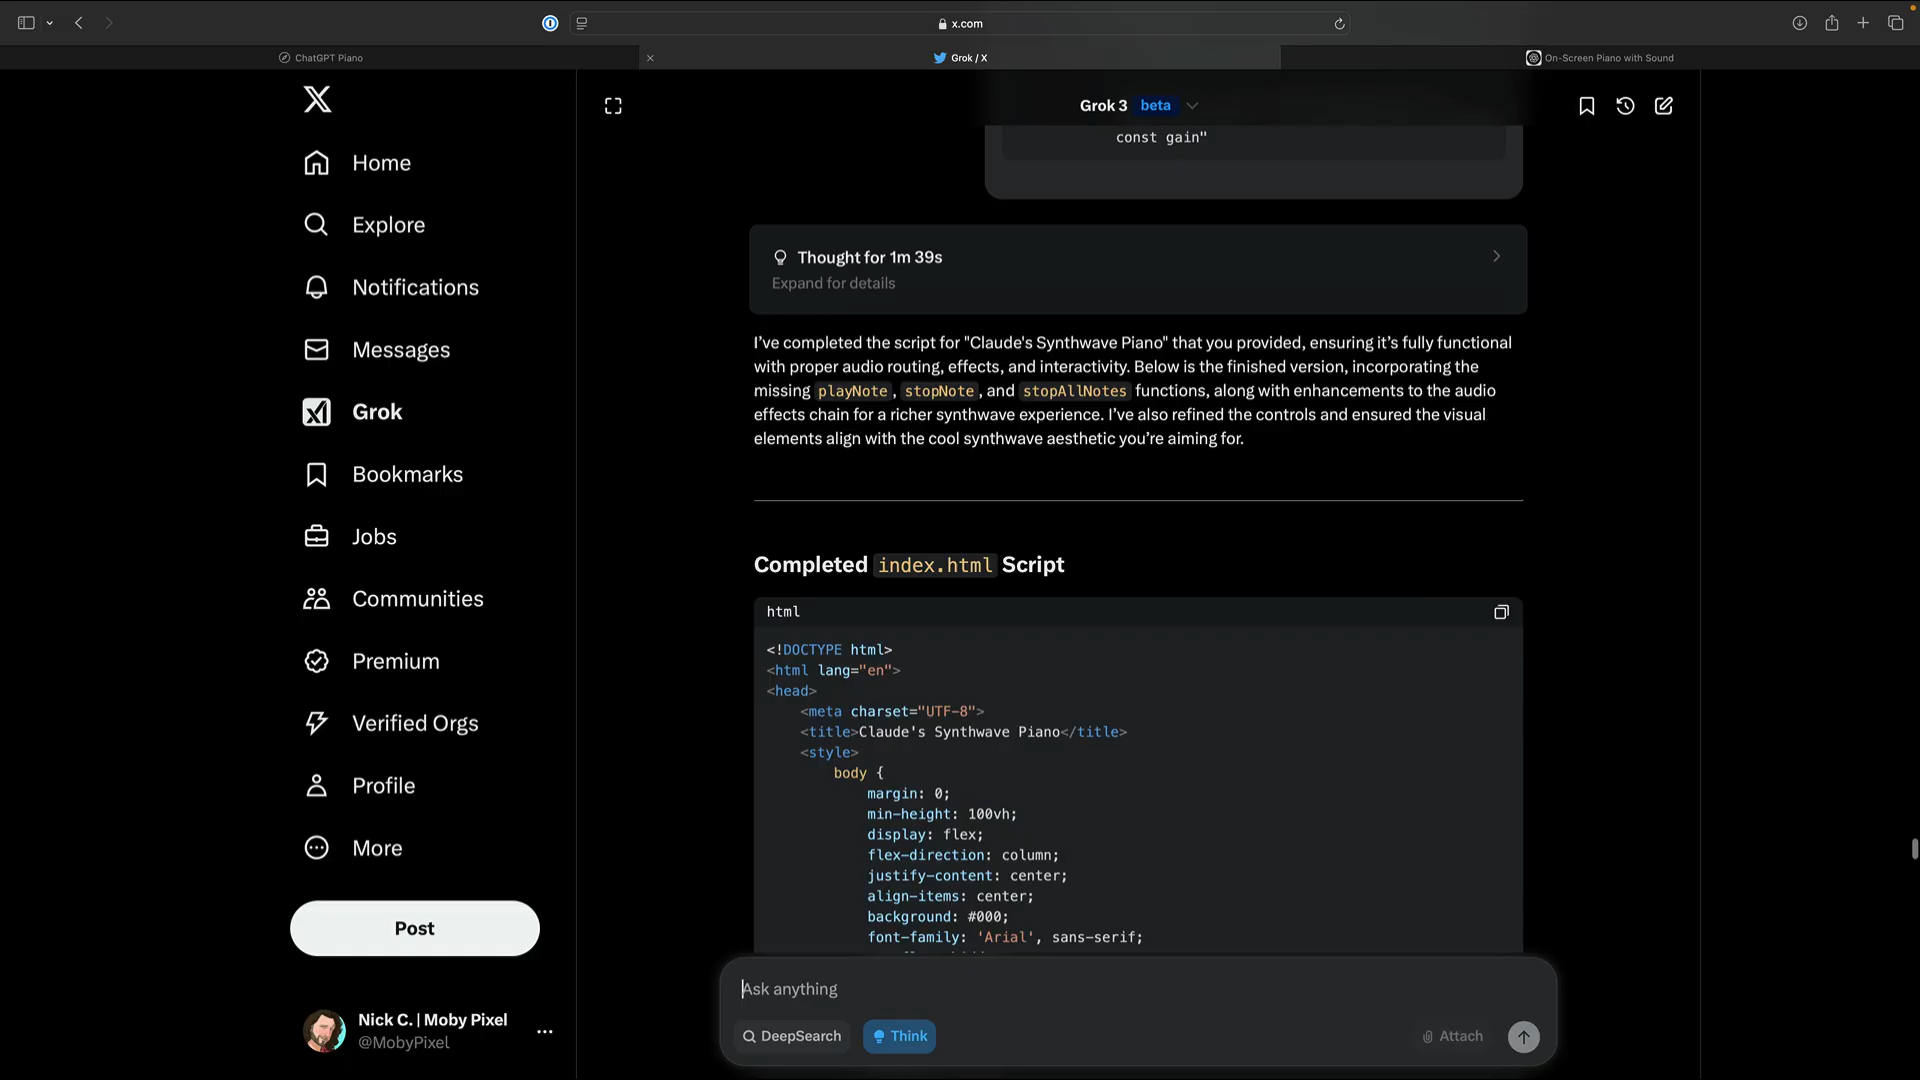 x.com
ChatGPT Piano
Grok / X
On-Screen Piano with Sound
Home
Explore
Notifications
Messages
Grok
Bookmarks
Jobs
Communities
Premium
Verified Orgs
Profile
More
Post
Nick C. | Moby Pixel
@MobyPixel
Grok 3 beta
const gain"
Thought for 1m 39s
Expand for details
I've completed the script for "Claude's Synthwave Piano" that you provided, ensuring it's fully functional
with proper audio routing, effects, and interactivity. Below is the finished version, incorporating the
missing playNote, stopNote, and stopAllNotes functions, along with enhancements to the audio
effects chain for a richer synthwave experience. I've also refined the controls and ensured the visual
elements align with the cool synthwave aesthetic you're aiming for.
Completed index.html Script
html
<!DOCTYPE html>
<html lang="en">
<head>
<meta charset="UTF-8">
<title>Claude's Synthwave Piano</title>
<style>
body {
margin: 0;
min-height: 100vh;
display: flex;
flex-direction: column;
justify-content: center;
align-items: center;
background: #000;
font-family: 'Arial', sans-serif;
Ask anything
DeepSearch
Think
Attach